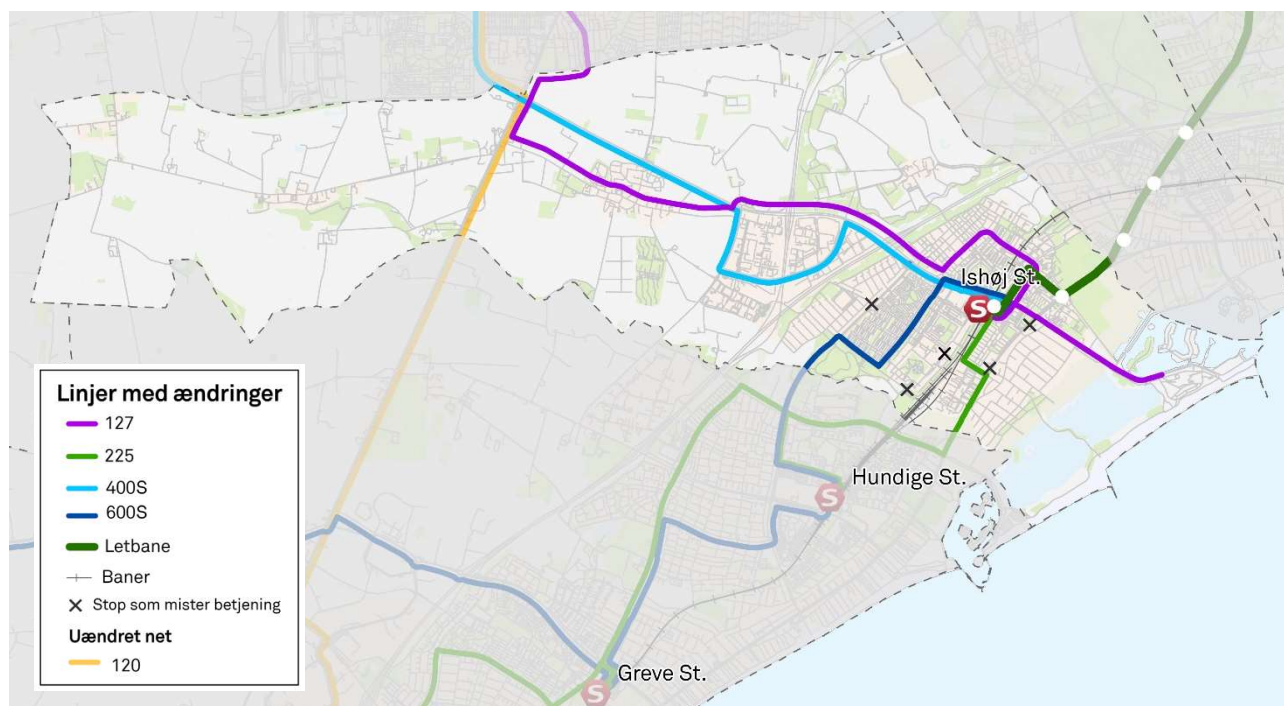 Ishøj St.
S
Hundige St.
S
Greve St.
S
Linjer med ændringer
127
225
400S
600S
Letbane
Baner
Stop som mister betjening
Uændret net
120